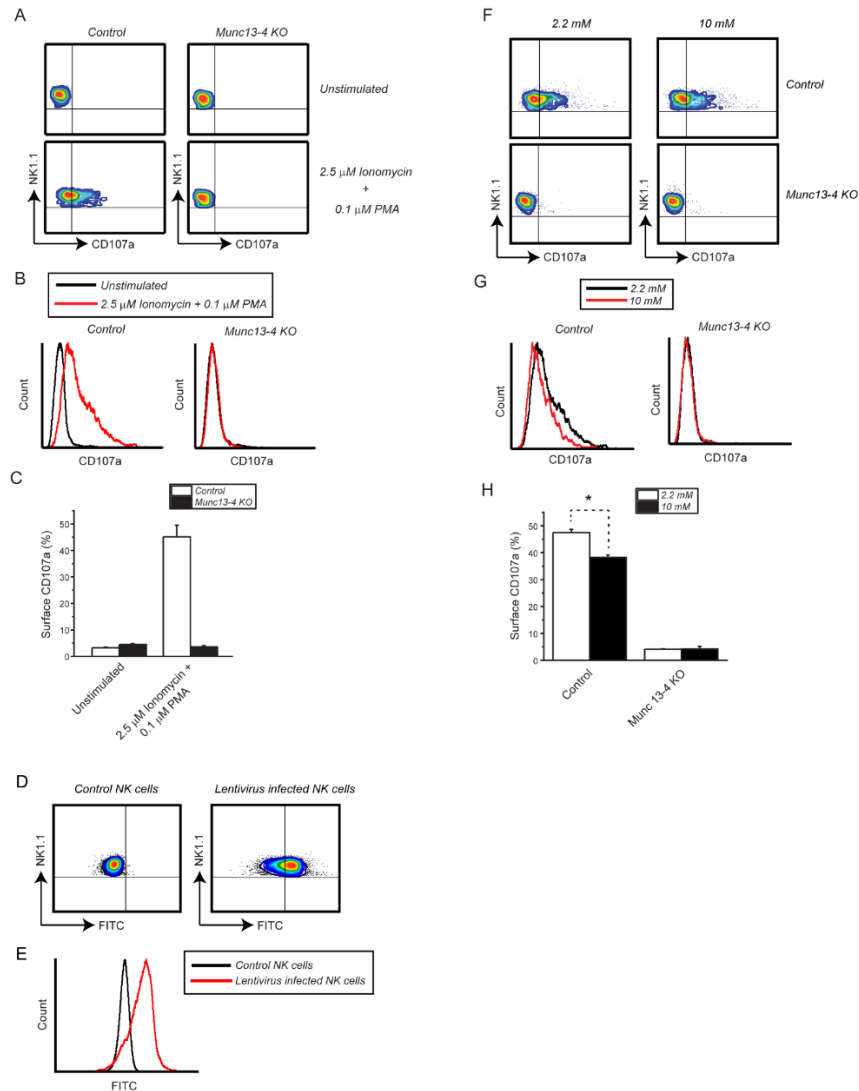 A
Control
Munc13-4 KO
Unstimulated
NK1.1
NK1.1
2.5 μM Ionomycin
+
0.1 μM PMA
CD107a
CD107a
B
Unstimulated
2.5 μM Ionomycin + 0.1 μM PMA
Control
Munc13-4 KO
Count
Count
CD107a
CD107a
C
Control
Munc13-4 KO
Surface CD107a (%)
50
40
30
20
10
0
Unstimulated
2.5 μM Ionomycin +
0.1 μM PMA
D
Control NK cells
Lentivirus infected NK cells
NK1.1
NK1.1
FITC
FITC
E
Control NK cells
Lentivirus infected NK cells
Count
FITC
F
2.2 mM
10 mM
Control
NK1.1
NK1.1
Munc13-4 KO
CD107a
CD107a
G
2.2 mM
10 mM
Control
Munc13-4 KO
Count
Count
CD107a
CD107a
H
2.2 mM
10 mM
*
Surface CD107a (%)
50
40
30
20
10
0
Control
Munc 13-4 KO